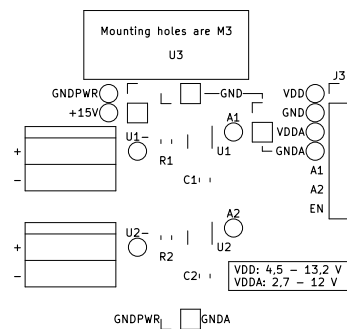 Mounting holes are M3
U3
J3
GNDPWR
GND
VDD
+15V
GND
A1
VDDA
U1-
U1
GNDA
+
R1
A1
-
C1
A2
EN
A2
U2-
U2
+
R2
-
C2
VDD: 4,5 - 13,2 V
VDDA: 2,7 - 12 V
GNDPWR
GNDA